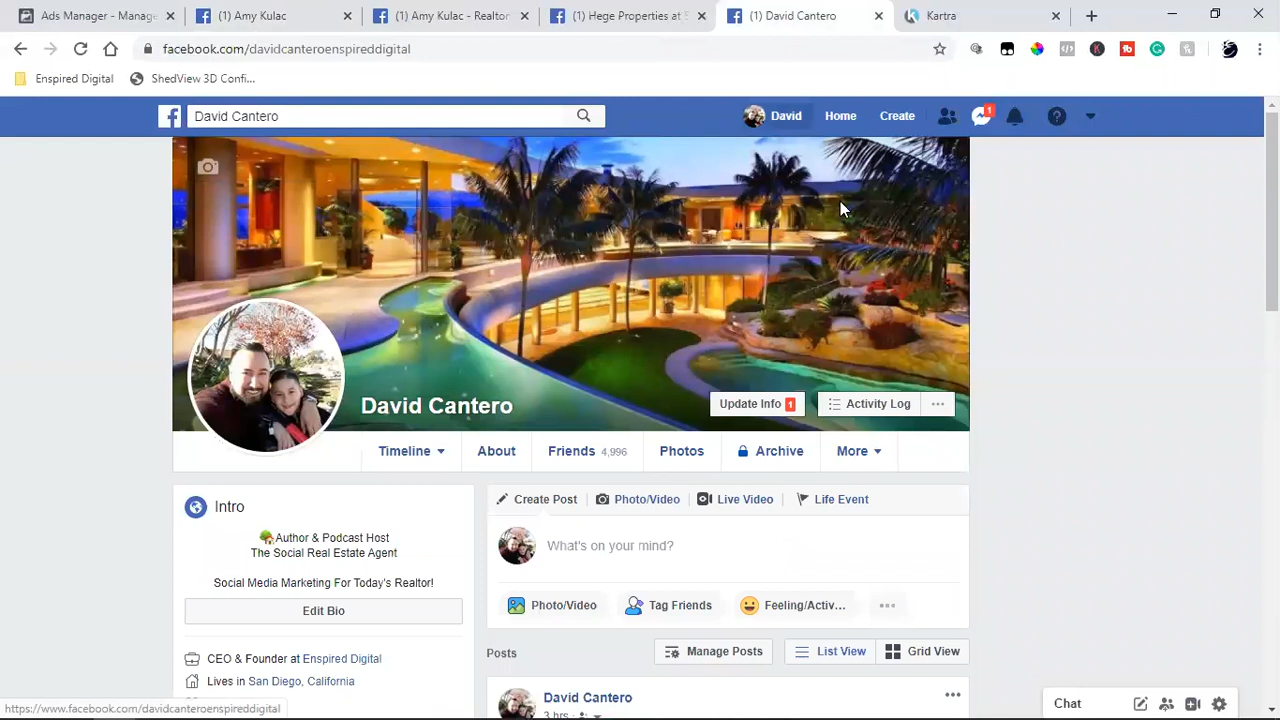 Ads Manager - Manage
(1) Amy Kulac
(1) Amy Kulac - Realtor
(1) Hege Properties at S
(1) David Cantero
Kartra
facebook.com/davidcanteroenspireddigital
Enspired Digital
ShedView 3D Confi...
David Cantero
David
Home
Create
1
David Cantero
Update Info 1
Activity Log
Timeline
About
Friends 4,996
Photos
Archive
More
Intro
Author & Podcast Host
The Social Real Estate Agent
Social Media Marketing For Today's Realtor!
Edit Bio
CEO & Founder at Enspired Digital
Lives in San Diego, California
Create Post
Photo/Video
Live Video
Life Event
What's on your mind?
Photo/Video
Tag Friends
Feeling/Activ...
Posts
Manage Posts
List View
Grid View
David Cantero
3 hrs
Chat
https://www.facebook.com/davidcanteroenspireddigital